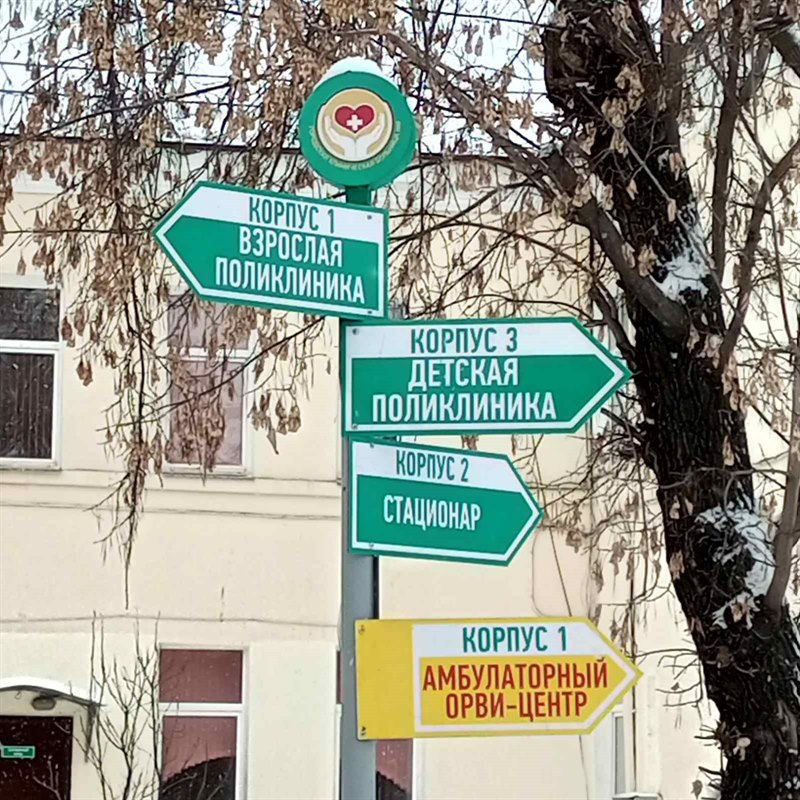 КОРПУС 1
ВЗРОСЛАЯ
ПОЛИКЛИНИКА
КОРПУС 3
ДЕТСКАЯ
ПОЛИКЛИНИКА
КОРПУС 2
СТАЦИОНАР
КОРПУС 1
АМБУЛАТОРНЫЙ
ОРВИ-ЦЕНТР